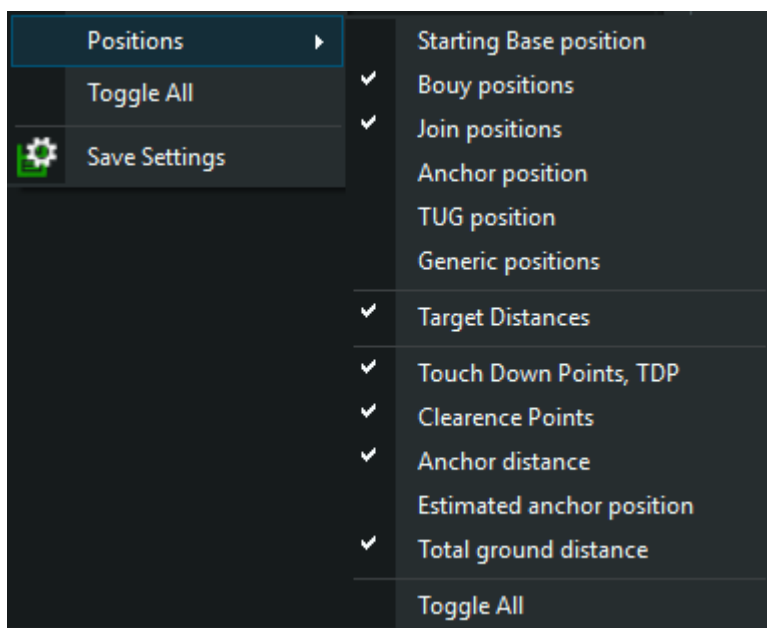 Positions
Toggle All
Save Settings
Starting Base position
Bouy positions
Join positions
Anchor position
TUG position
Generic positions
Target Distances
Touch Down Points, TDP
Clearence Points
Anchor distance
Estimated anchor position
Total ground distance
Toggle All